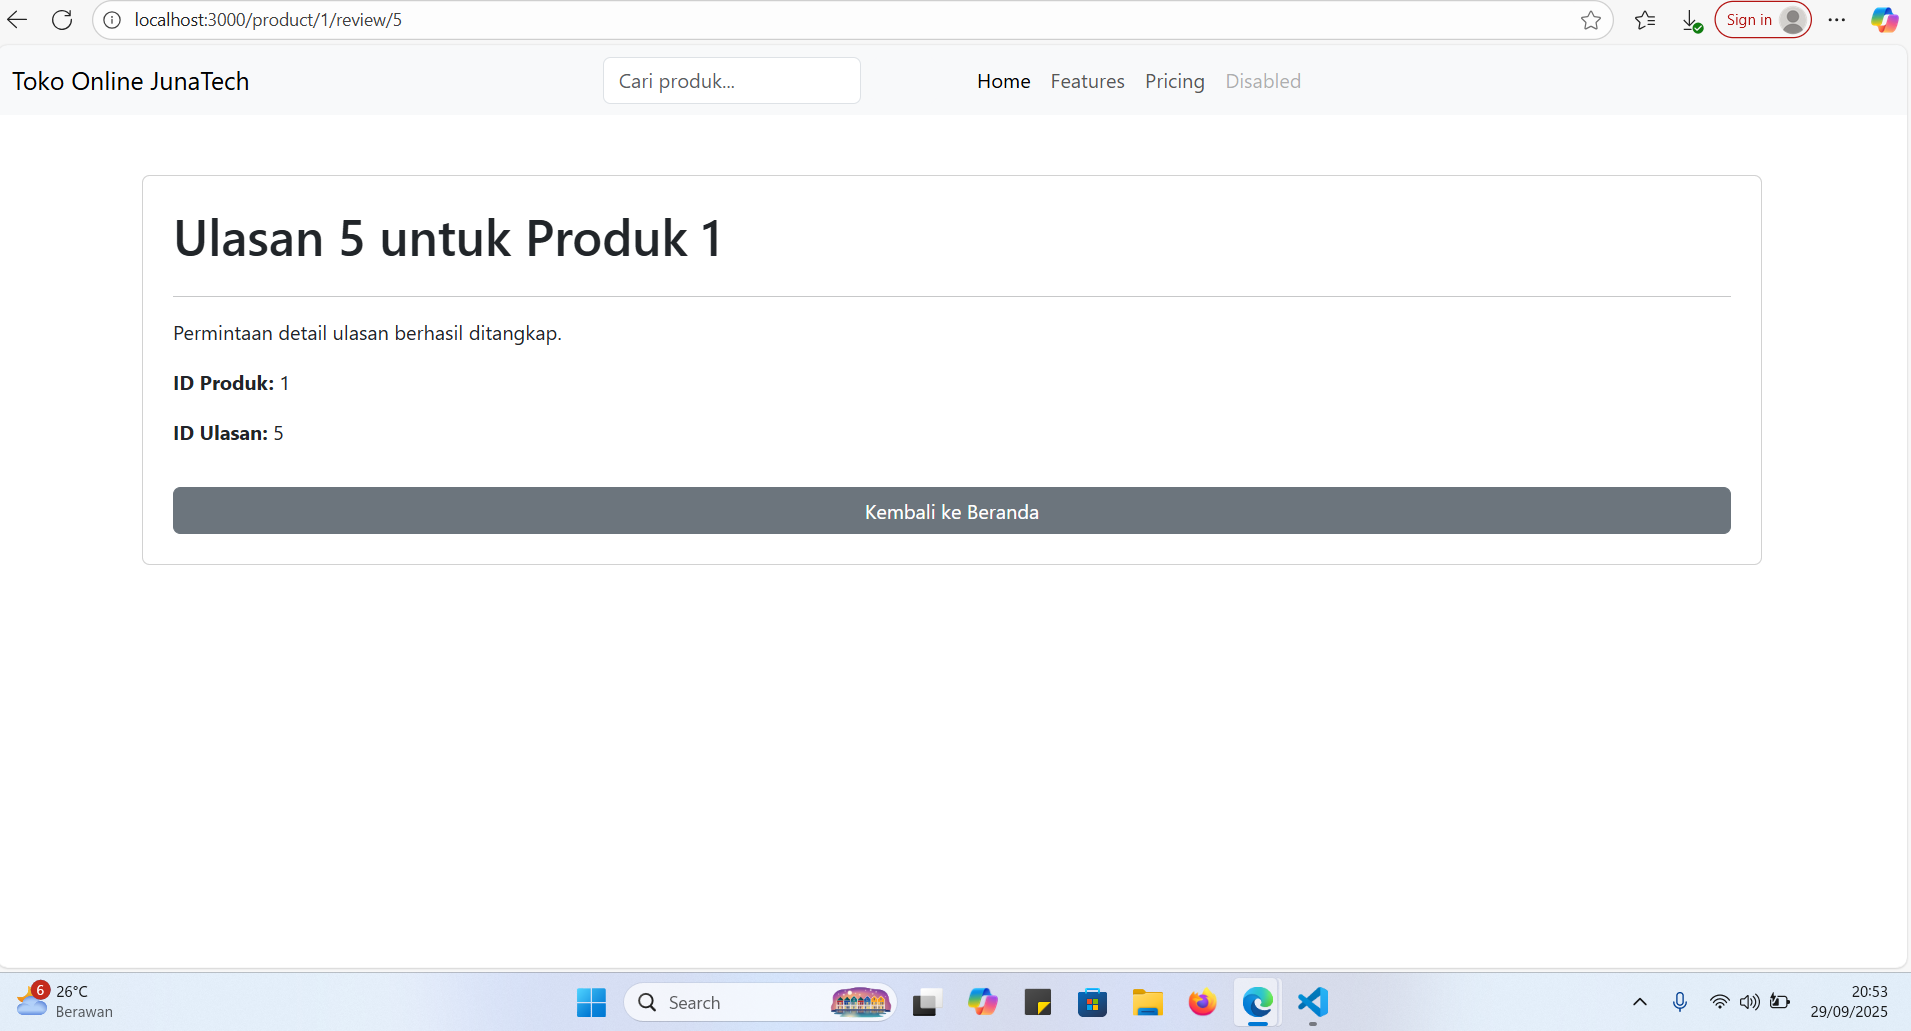 localhost:3000/product/1/review/5
Sign in
Toko Online JunaTech
Cari produk...
Home Features Pricing Disabled
Ulasan 5 untuk Produk 1
Permintaan detail ulasan berhasil ditangkap.
ID Produk: 1
ID Ulasan: 5
Kembali ke Beranda
6
26°C
Berawan
Search
20:53
29/09/2025